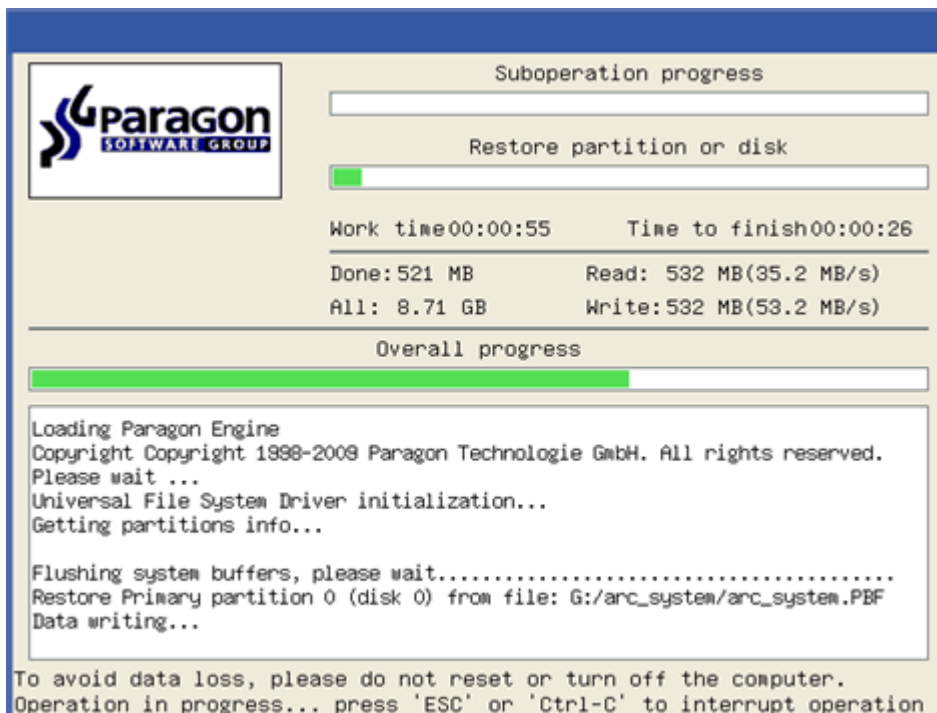 Paragon
SOFTWARE GROUP
Suboperation progress
Restore partition or disk
Work time00:00:55 Time to finish00:00:26
Done:521 MB Read: 532 MB(35.2 MB/s)
All: 8.71 GB Write:532 MB(53.2 MB/s)
Overall progress
Loading Paragon Engine
Copyright Copyright 1998-2009 Paragon Technologie GmbH. All rights reserved.
Please wait ...
Universal File System Driver initialization...
Getting partitions info...
Flushing system buffers, please wait.........................................
Restore Primary partition 0 (disk 0) from file: G:/arc_system/arc_system.PBF
Data writing...
To avoid data loss, please do not reset or turn off the computer.
Operation in progress... press 'ESC' or 'Ctrl-C' to interrupt operation